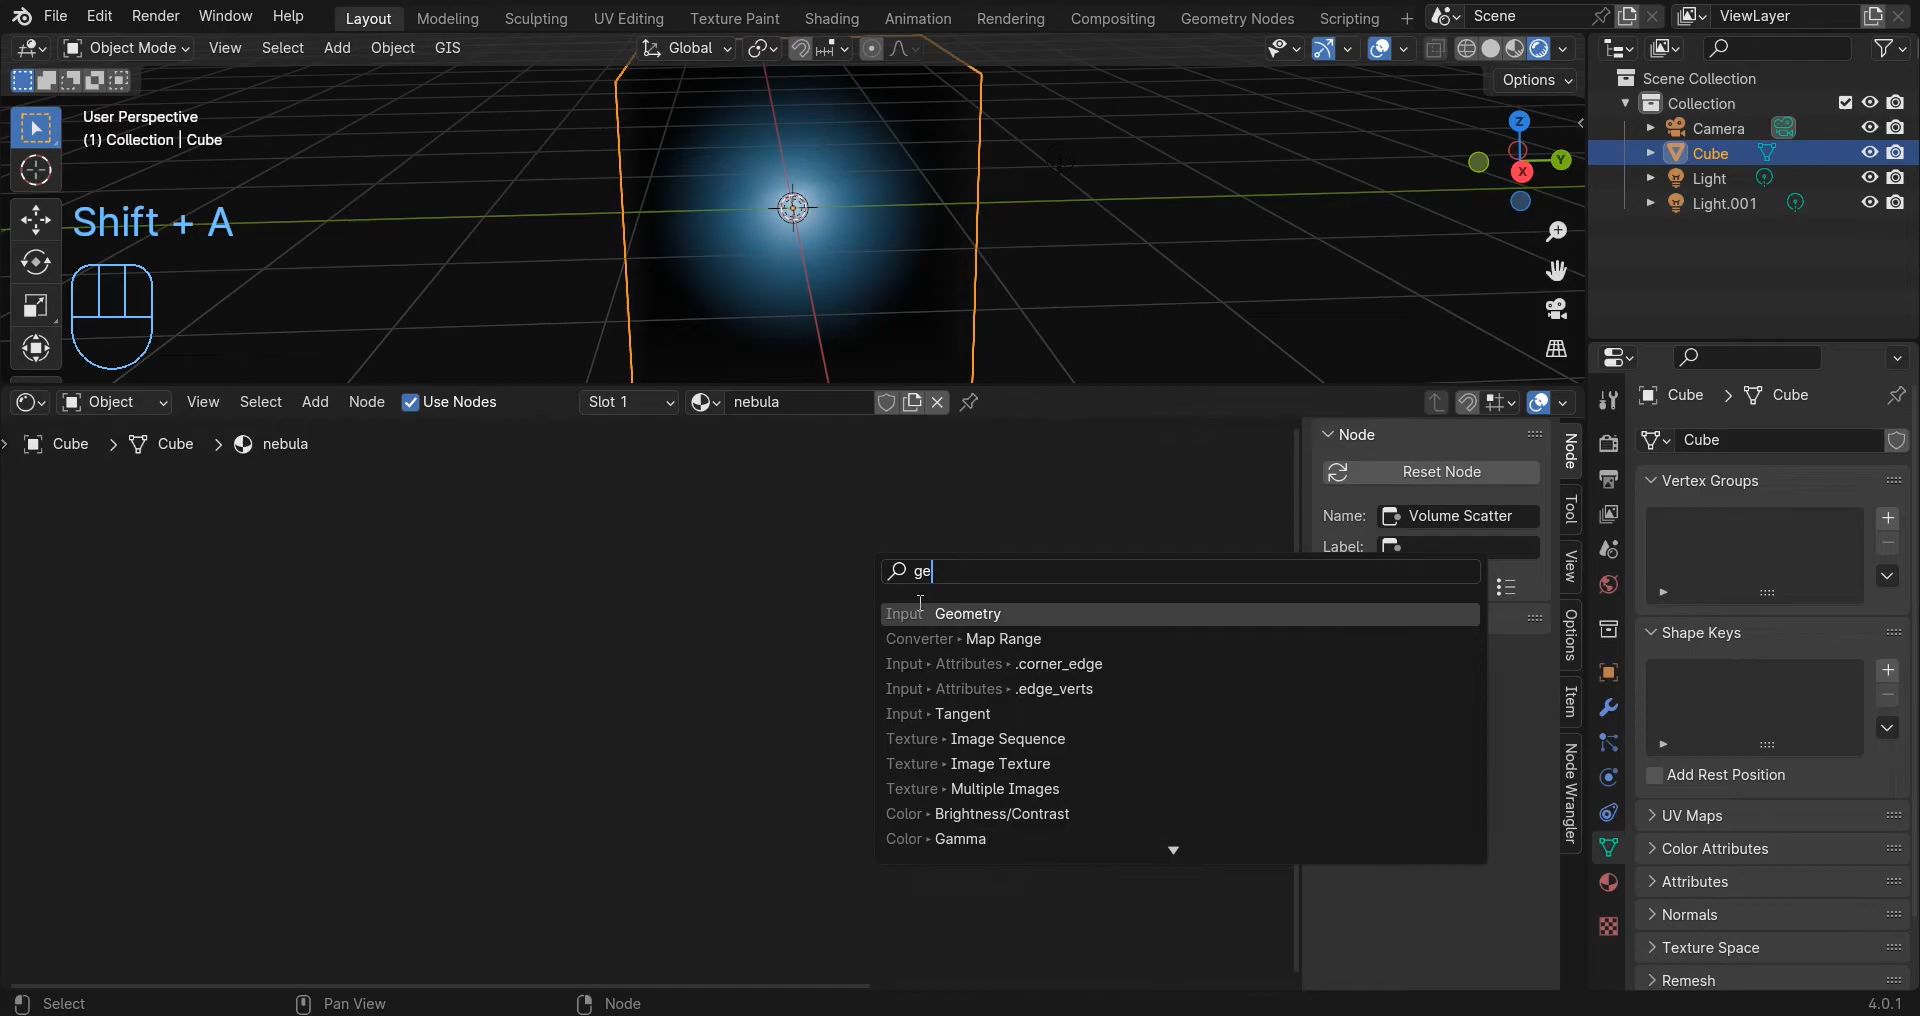 File Edit Render Window Help Layout Modeling Sculpting UV Editing Texture Paint Shading Animation Rendering Compositing Geometry Nodes Scripting Scene ViewLayer
Object Mode View Select Add Object GIS Global
Options
User Perspective
(1) Collection | Cube
Shift + A
Z
Y
X
Scene Collection
Collection
Camera
Cube
Light
Light.001
Object View Select Add Node Use Nodes Slot 1 nebula
Cube Cube nebula
Node
Reset Node
Name: Volume Scatter
Label:
ge
Input Geometry
Converter Map Range
Input Attributes .corner_edge
Input Attributes .edge_verts
Input Tangent
Texture Image Sequence
Texture Image Texture
Texture Multiple Images
Color Brightness/Contrast
Color Gamma
Node
Tool
View
Options
Item
Node Wrangler
Cube Cube
Cube
Vertex Groups
Shape Keys
Add Rest Position
UV Maps
Color Attributes
Attributes
Normals
Texture Space
Remesh
Select Pan View Node 4.0.1